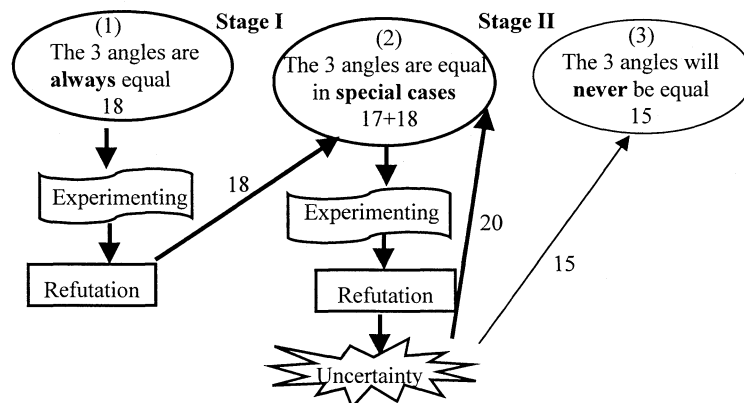 Stage I
Stage II
(1)
The 3 angles are
always equal
18
Experimenting
Refutation
18
(2)
The 3 angles are equal
in special cases
17+18
Experimenting
Refutation
Uncertainty
20
15
(3)
The 3 angles will
never be equal
15